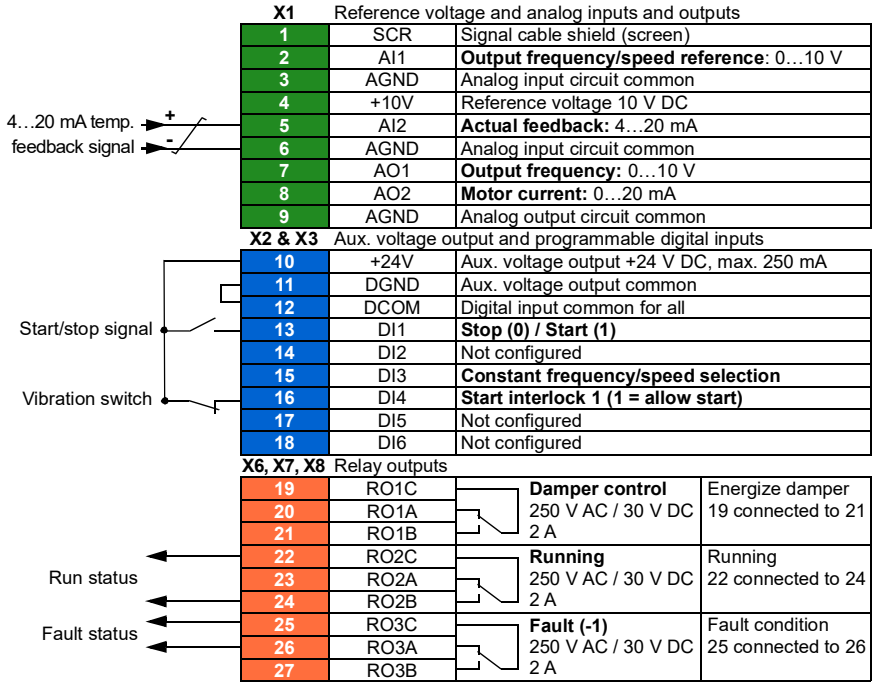 X1 Reference voltage and analog inputs and outputs
1 SCR Signal cable shield (screen)
2 AI1 Output frequency/speed reference: 0…10 V
3 AGND Analog input circuit common
4 +10V Reference voltage 10 V DC
4…20 mA temp. + 5 AI2 Actual feedback: 4…20 mA
feedback signal - 6 AGND Analog input circuit common
7 AO1 Output frequency: 0…10 V
8 AO2 Motor current: 0…20 mA
9 AGND Analog output circuit common
X2 & X3 Aux. voltage output and programmable digital inputs
10 +24V Aux. voltage output +24 V DC, max. 250 mA
11 DGND Aux. voltage output common
12 DCOM Digital input common for all
Start/stop signal 13 DI1 Stop (0) / Start (1)
14 DI2 Not configured
15 DI3 Constant frequency/speed selection
Vibration switch 16 DI4 Start interlock 1 (1 = allow start)
17 DI5 Not configured
18 DI6 Not configured
X6, X7, X8 Relay outputs
19 RO1C Damper control Energize damper
20 RO1A 250 V AC / 30 V DC 19 connected to 21
21 RO1B 2 A
22 RO2C Running Running
Run status 23 RO2A 250 V AC / 30 V DC 22 connected to 24
24 RO2B 2 A
25 RO3C Fault (-1) Fault condition
Fault status 26 RO3A 250 V AC / 30 V DC 25 connected to 26
27 RO3B 2 A